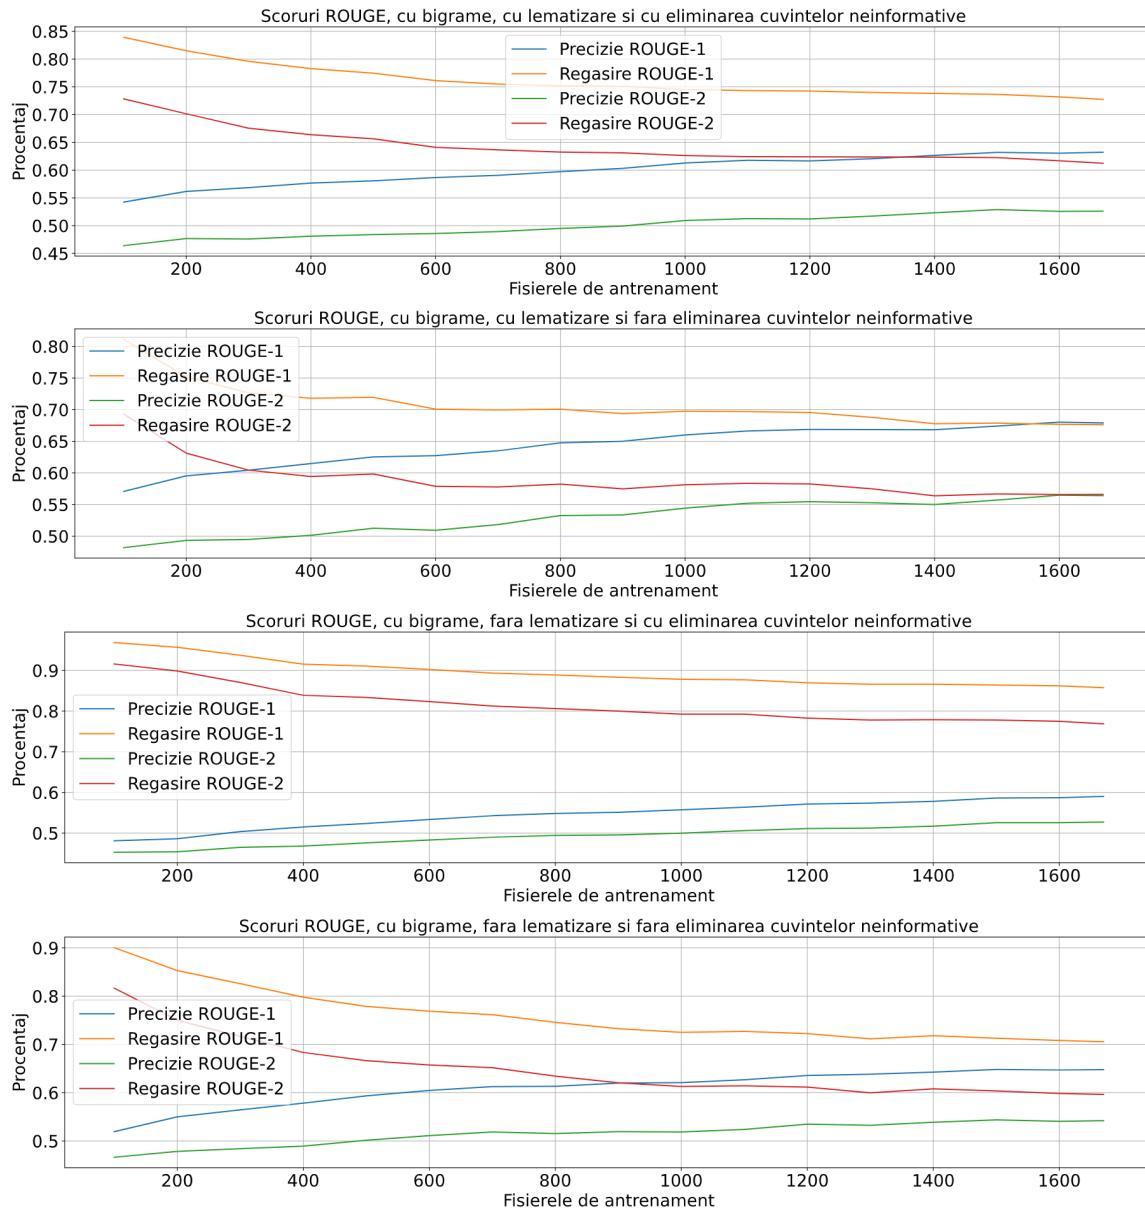 Scoruri ROUGE, cu bigrame, cu lematizare si cu eliminarea cuvintelor neinformative
0.85
0.80
0.75
0.70
0.65
0.60
0.55
0.50
0.45
Procentaj
Precizie ROUGE-1
Regasire ROUGE-1
Precizie ROUGE-2
Regasire ROUGE-2
200 400 600 800 1000 1200 1400 1600
Fisierele de antrenament
Scoruri ROUGE, cu bigrame, cu lematizare si fara eliminarea cuvintelor neinformative
0.80
0.75
0.70
0.65
0.60
0.55
0.50
Procentaj
Precizie ROUGE-1
Regasire ROUGE-1
Precizie ROUGE-2
Regasire ROUGE-2
200 400 600 800 1000 1200 1400 1600
Fisierele de antrenament
Scoruri ROUGE, cu bigrame, fara lematizare si cu eliminarea cuvintelor neinformative
0.9
0.8
0.7
0.6
0.5
Procentaj
Precizie ROUGE-1
Regasire ROUGE-1
Precizie ROUGE-2
Regasire ROUGE-2
200 400 600 800 1000 1200 1400 1600
Fisierele de antrenament
Scoruri ROUGE, cu bigrame, fara lematizare si fara eliminarea cuvintelor neinformative
0.9
0.8
0.7
0.6
0.5
Procentaj
Precizie ROUGE-1
Regasire ROUGE-1
Precizie ROUGE-2
Regasire ROUGE-2
200 400 600 800 1000 1200 1400 1600
Fisierele de antrenament